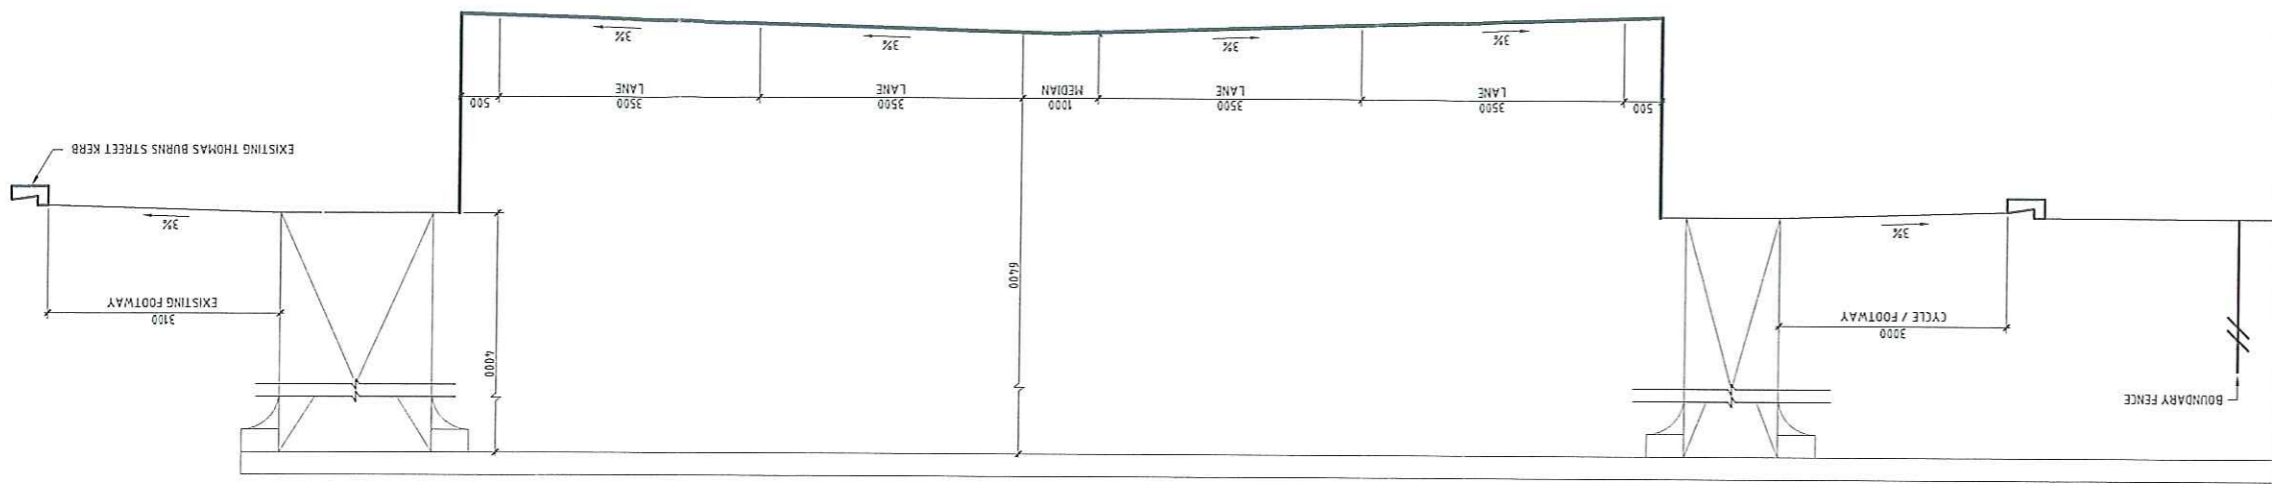 BOUNDARY FENCE
4000
3000
CYCLE / FOOTWAY
3100
EXISTING FOOTWAY
6400
3%
3%
EXISTING THOMAS BURNS STREET KERB
500
3500
LANE
3500
LANE
1000
MEDIAN
3500
LANE
3500
LANE
500
3%
3%
3%
3%